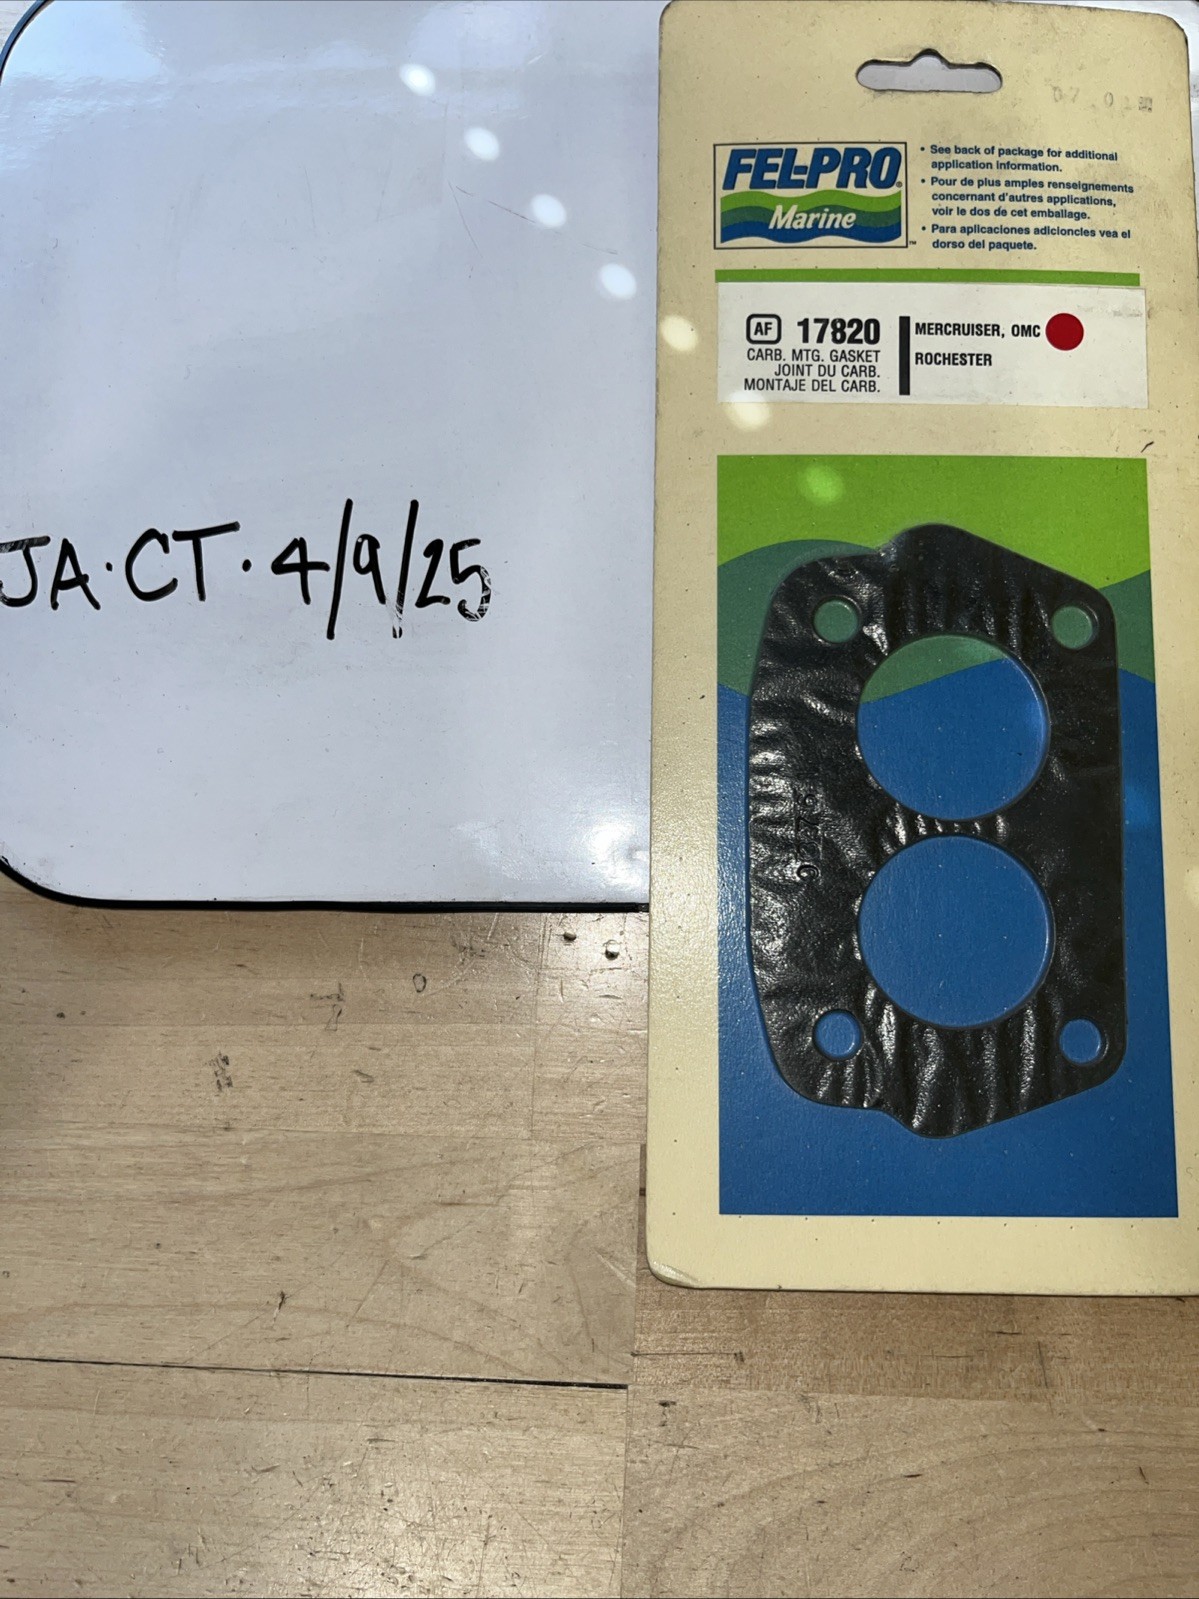 JA·CT·4/9/25
FEL-PRO®
Marine™
• See back of package for additional
application information.
• Pour de plus amples renseignements
concernant d'autres applications,
voir le dos de cet emballage.
• Para aplicaciones adicioncles vea el
dorso del paquete.
AF 17820
CARB. MTG. GASKET
JOINT DU CARB.
MONTAJE DEL CARB.
MERCRUISER, OMC
ROCHESTER